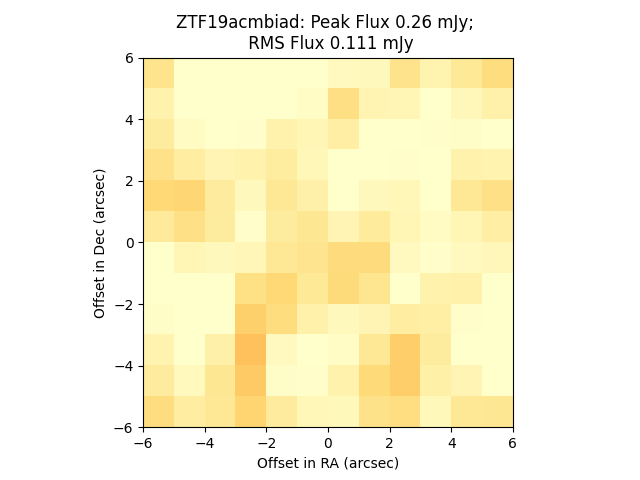 ZTF19acmbiad: Peak Flux 0.26 mJy;
RMS Flux 0.111 mJy
6
4
2
0
−2
−4
−6
Offset in Dec (arcsec)
−6 −4 −2 0 2 4 6
Offset in RA (arcsec)